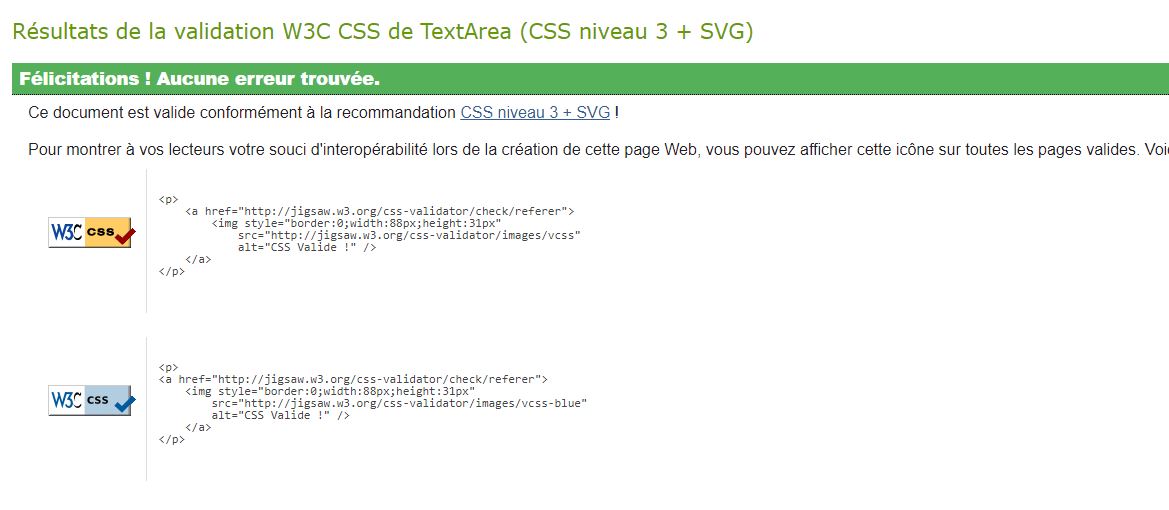 Résultats de la validation W3C CSS de TextArea (CSS niveau 3 + SVG)
Félicitations ! Aucune erreur trouvée.
Ce document est valide conformément à la recommandation CSS niveau 3 + SVG !
Pour montrer à vos lecteurs votre souci d'interopérabilité lors de la création de cette page Web, vous pouvez afficher cette icône sur toutes les pages valides. Voic
W3C css
<p>
<a href="http://jigsaw.w3.org/css-validator/check/referer">
<img style="border:0;width:88px;height:31px"
src="http://jigsaw.w3.org/css-validator/images/vcss"
alt="CSS Valide !" />
</a>
</p>
W3C css
<p>
<a href="http://jigsaw.w3.org/css-validator/check/referer">
<img style="border:0;width:88px;height:31px"
src="http://jigsaw.w3.org/css-validator/images/vcss-blue"
alt="CSS Valide !" />
</a>
</p>